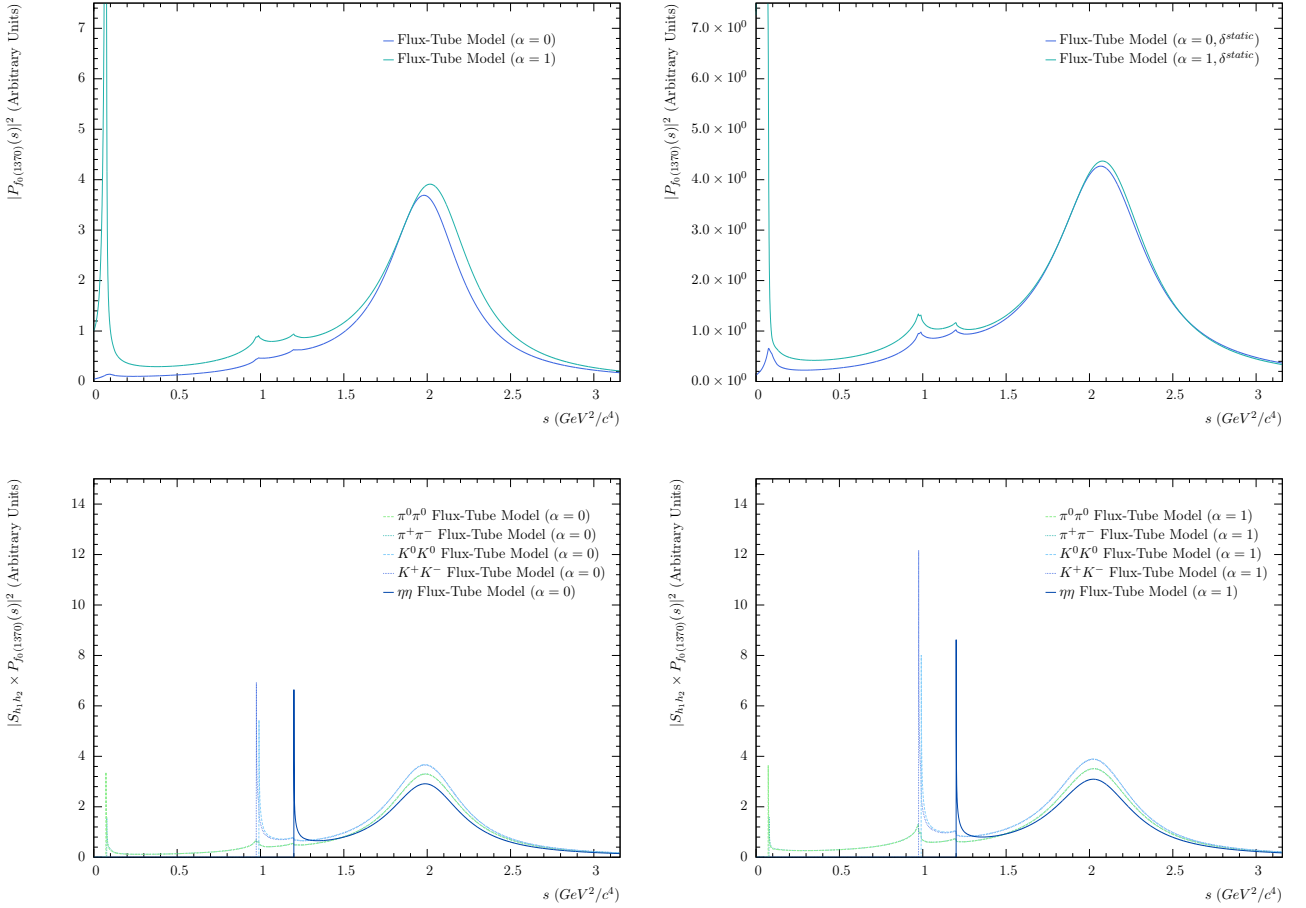 |P_{f_0(1370)}(s)|^2 (Arbitrary Units)
7
6
5
4
3
2
1
0
Flux-Tube Model (α = 0)
Flux-Tube Model (α = 1)
0 0.5 1 1.5 2 2.5 3
s (GeV^2/c^4)
|P_{f_0(1370)}(s)|^2 (Arbitrary Units)
7.0 × 10^0
6.0 × 10^0
5.0 × 10^0
4.0 × 10^0
3.0 × 10^0
2.0 × 10^0
1.0 × 10^0
0.0 × 10^0
Flux-Tube Model (α = 0, δ^{static})
Flux-Tube Model (α = 1, δ^{static})
0 0.5 1 1.5 2 2.5 3
s (GeV^2/c^4)
|S_{h_1 h_2} × P_{f_0(1370)}(s)|^2 (Arbitrary Units)
14
12
10
8
6
4
2
0
π^0π^0 Flux-Tube Model (α = 0)
π^+π^− Flux-Tube Model (α = 0)
K^0K^0 Flux-Tube Model (α = 0)
K^+K^− Flux-Tube Model (α = 0)
ηη Flux-Tube Model (α = 0)
0 0.5 1 1.5 2 2.5 3
s (GeV^2/c^4)
|S_{h_1 h_2} × P_{f_0(1370)}(s)|^2 (Arbitrary Units)
14
12
10
8
6
4
2
0
π^0π^0 Flux-Tube Model (α = 1)
π^+π^− Flux-Tube Model (α = 1)
K^0K^0 Flux-Tube Model (α = 1)
K^+K^− Flux-Tube Model (α = 1)
ηη Flux-Tube Model (α = 1)
0 0.5 1 1.5 2 2.5 3
s (GeV^2/c^4)